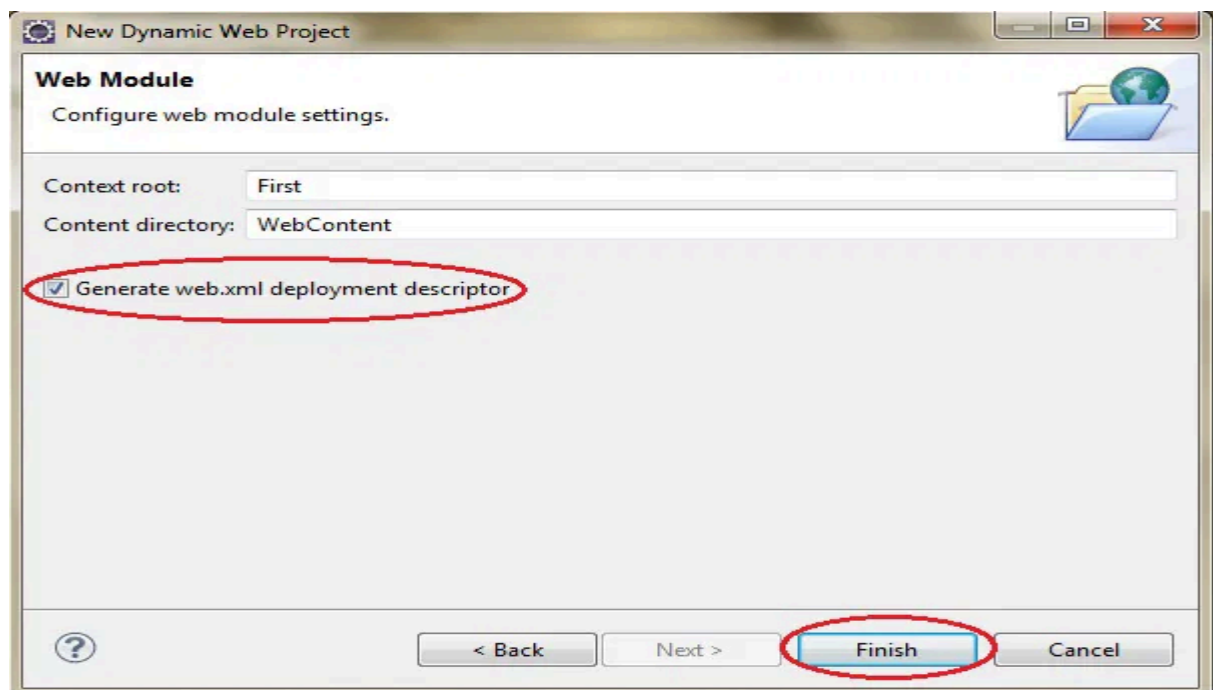 New Dynamic Web Project
Web Module
Configure web module settings.
Context root: First
Content directory: WebContent
Generate web.xml deployment descriptor
? < Back Next > Finish Cancel